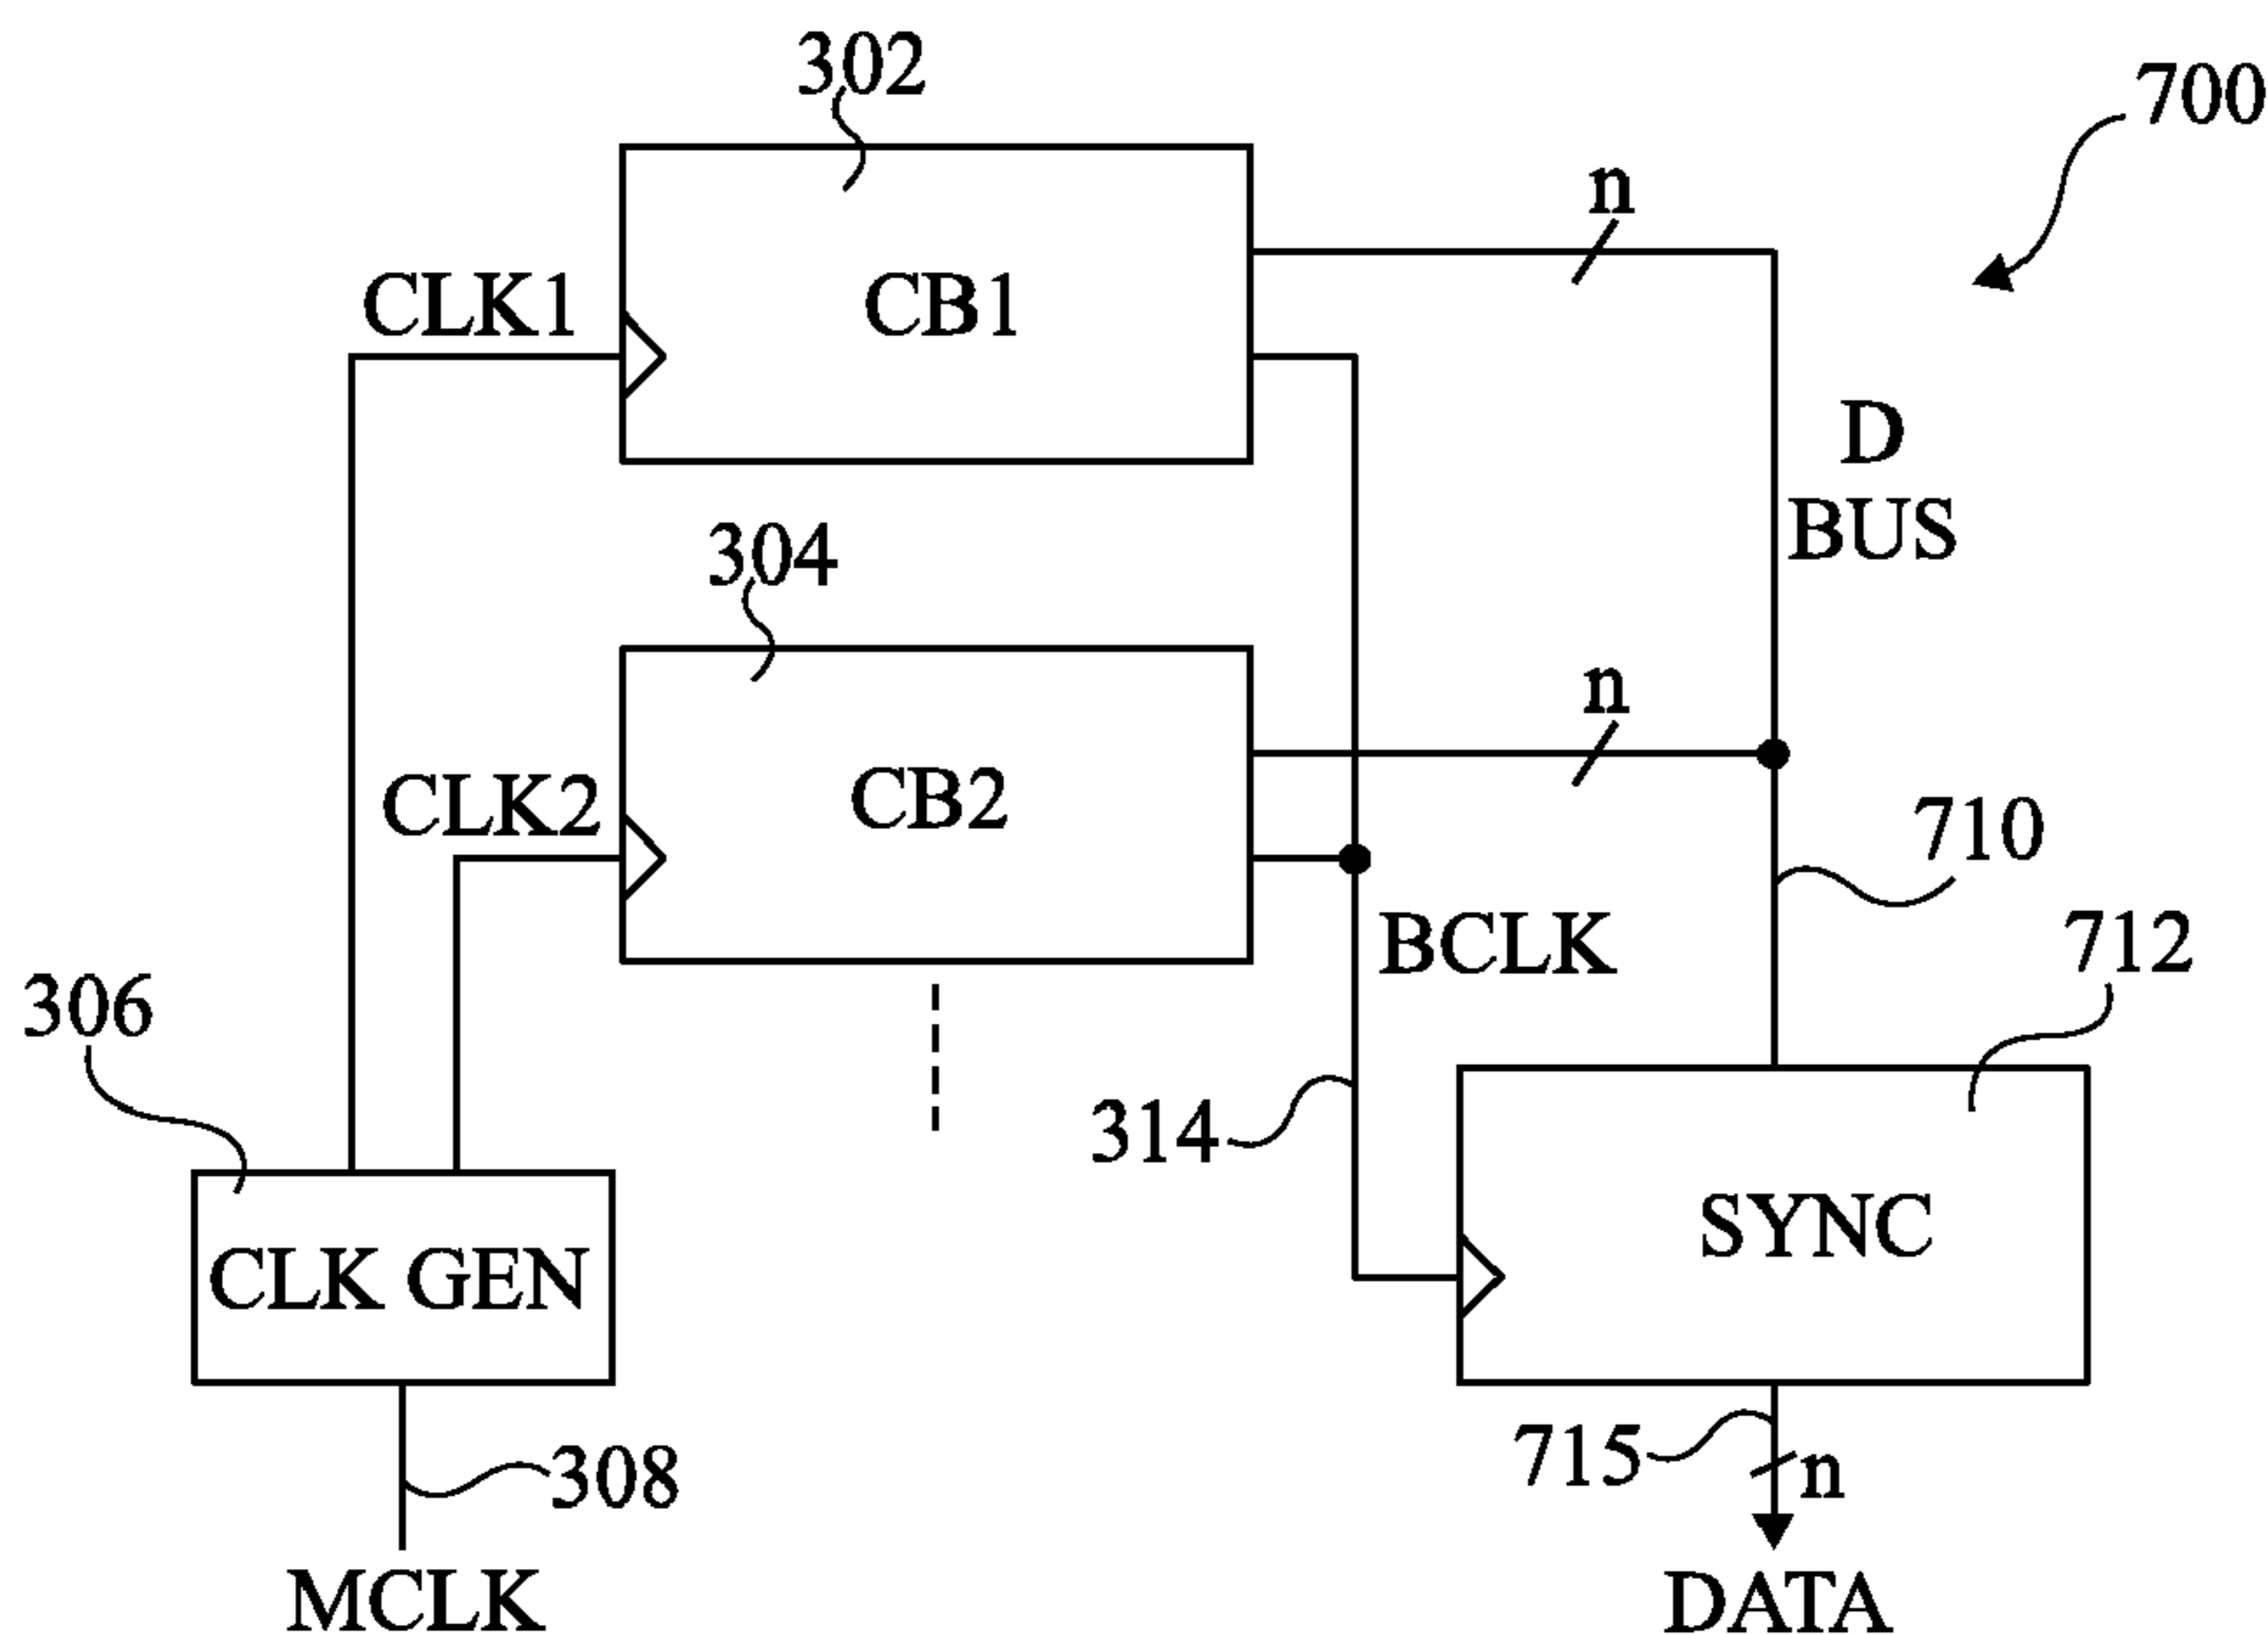 302
700
n
CLK1
CB1
D
BUS
304
n
CLK2
CB2
710
BCLK
712
306
314
SYNC
CLK GEN
715
n
308
MCLK
DATA